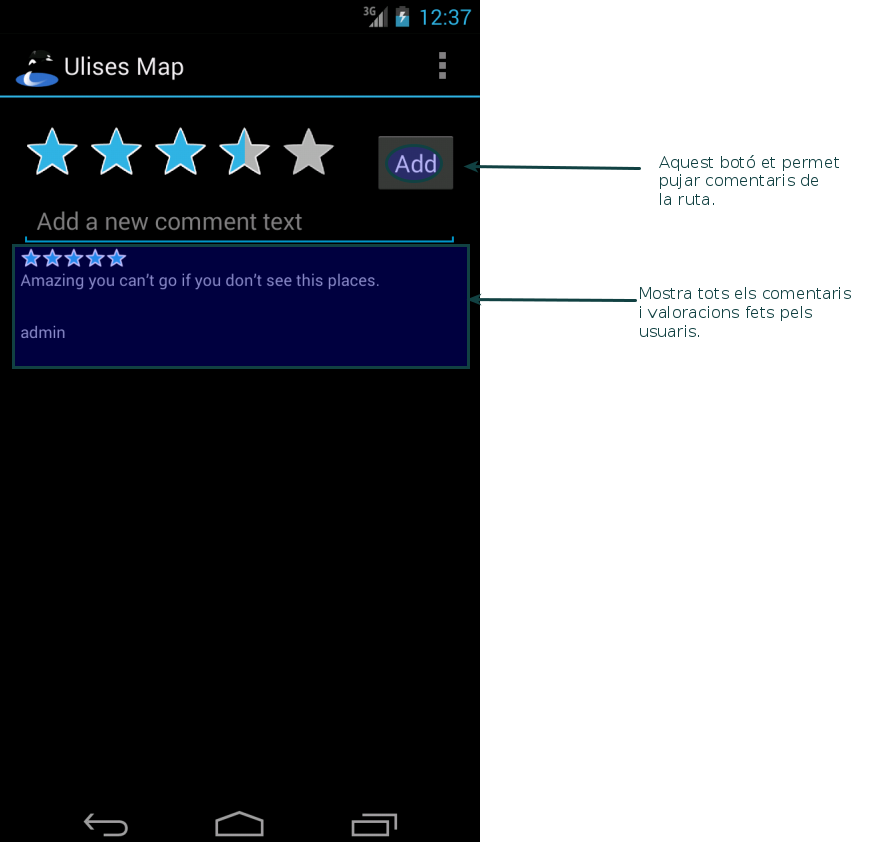 3G 12:37
Ulises Map
Add
Aquest botó et permet
pujar comentaris de
la ruta.
Add a new comment text
Amazing you can't go if you don't see this places.
admin
Mostra tots els comentaris
i valoracions fets pels
usuaris.